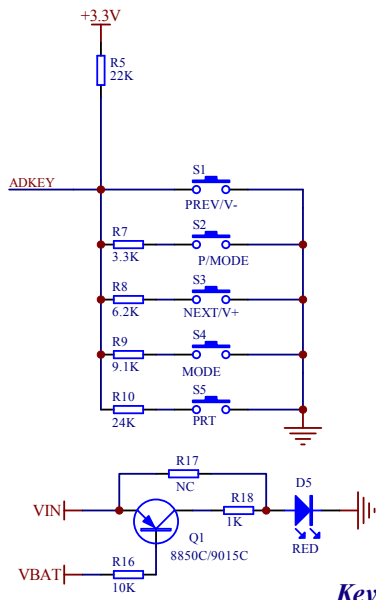 +3.3V
R5
22K
ADKEY
S1
PREV/V-
R7
3.3K
S2
P/MODE
R8
6.2K
S3
NEXT/V+
R9
9.1K
S4
MODE
R10
24K
S5
PRT
R17
NC
VIN
R18
1K
D5
RED
Q1
8850C/9015C
VBAT
R16
10K
Key